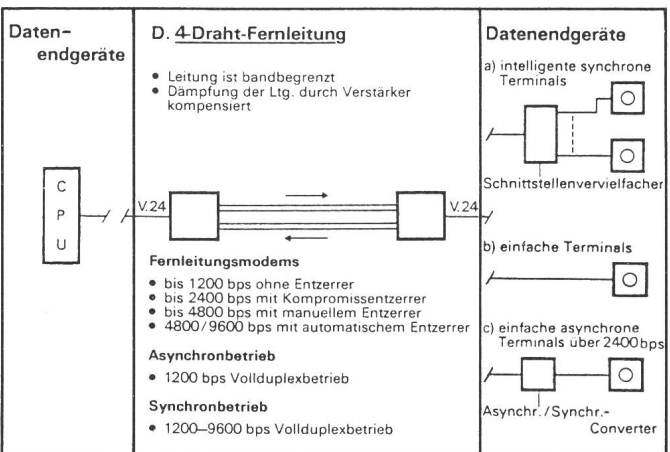 Daten-
endgeräte
C
P
U
D. 4-Draht-Fernleitung
• Leitung ist bandbegrenzt
• Dämpfung der Ltg. durch Verstärker
kompensiert
V.24
V.24
Fernleitungsmodems
• bis 1200 bps ohne Entzerrer
• bis 2400 bps mit Kompromissentzerrer
• bis 4800 bps mit manuellem Entzerrer
• 4800/9600 bps mit automatischem Entzerrer
Asynchronbetrieb
• 1200 bps Vollduplexbetrieb
Synchronbetrieb
• 1200–9600 bps Vollduplexbetrieb
Datenendgeräte
a) intelligente synchrone
Terminals
Schnittstellenvervielfacher
b) einfache Terminals
c) einfache asynchrone
Terminals über 2400bps
Asynchr./Synchr.-
Converter